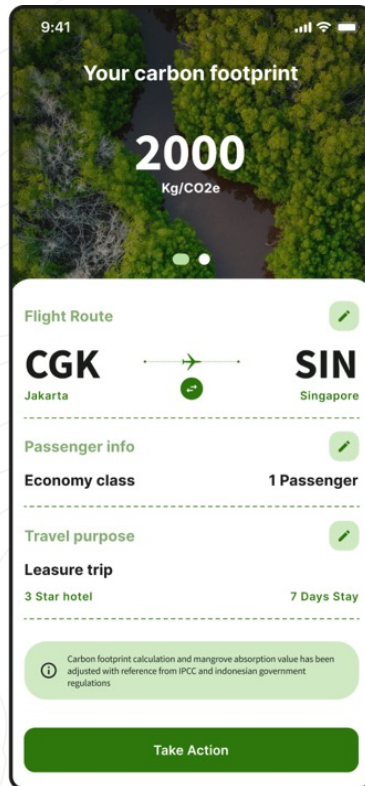 9:41
Your carbon footprint
2000
Kg/CO2e
Flight Route
CGK SIN
Jakarta Singapore
Passenger info
Economy class 1 Passenger
Travel purpose
Leasure trip
3 Star hotel 7 Days Stay
Carbon footprint calculation and mangrove absorption value has been
adjusted with reference from IPCC and indonesian government
regulations
Take Action